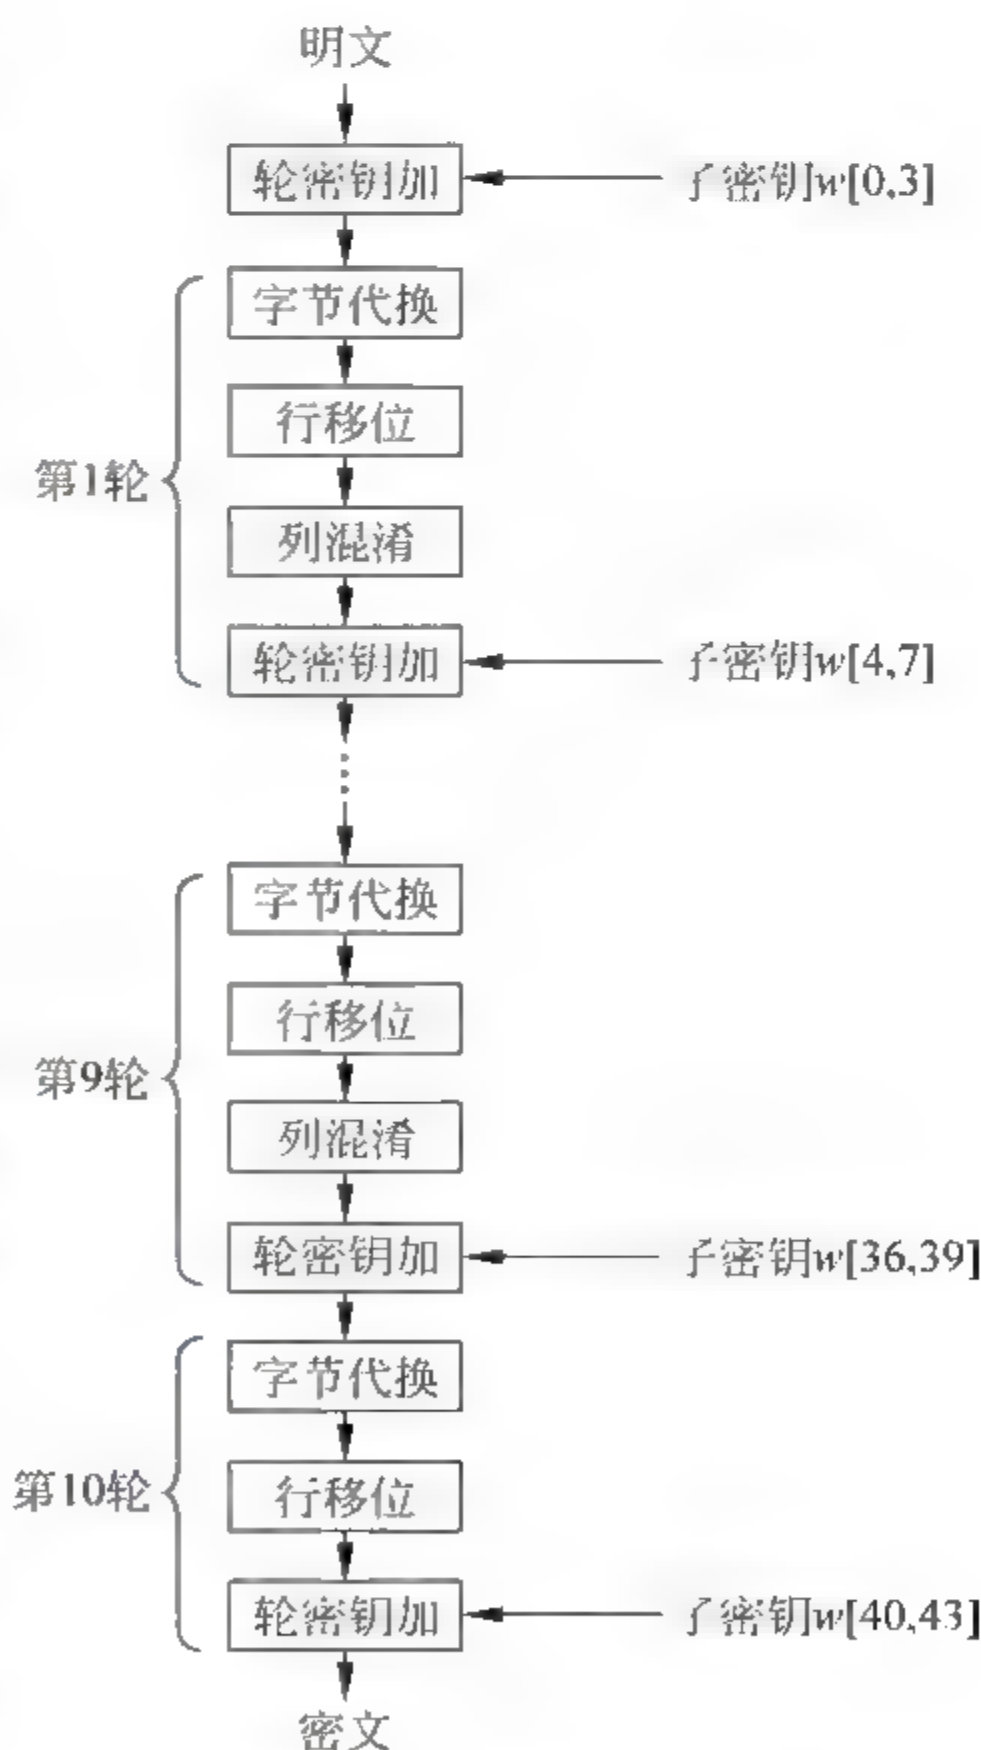 明文
轮密钥加
子密钥w[0,3]
字节代换
行移位
第1轮
列混淆
轮密钥加
子密钥w[4,7]
字节代换
行移位
第9轮
列混淆
轮密钥加
子密钥w[36,39]
字节代换
行移位
第10轮
轮密钥加
子密钥w[40,43]
密文